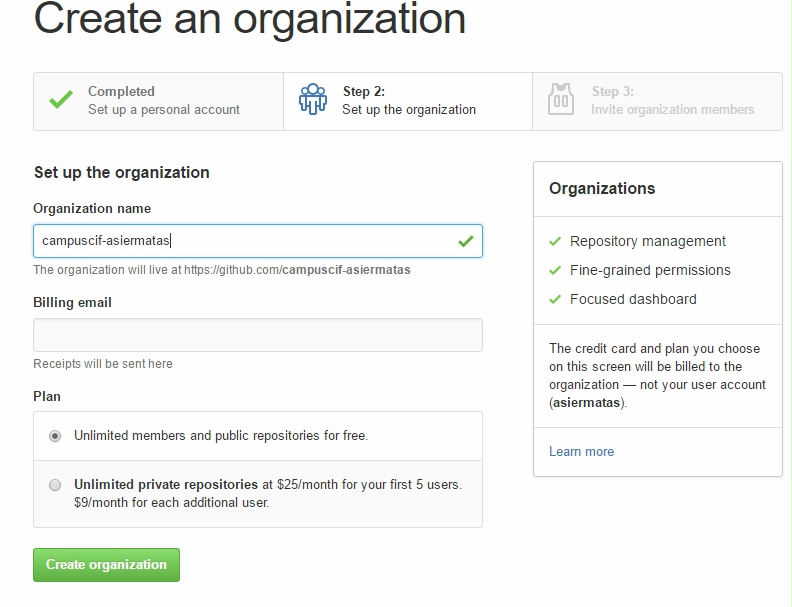 Create an organization
Completed
Set up a personal account
Step 2:
Set up the organization
Step 3:
Invite organization members
Set up the organization
Organization name
campuscif-asiermatas
The organization will live at https://github.com/campuscif-asiermatas
Billing email
Receipts will be sent here
Plan
Unlimited members and public repositories for free.
Unlimited private repositories at $25/month for your first 5 users.
$9/month for each additional user.
Create organization
Organizations
Repository management
Fine-grained permissions
Focused dashboard
The credit card and plan you choose
on this screen will be billed to the
organization — not your user account
(asiermatas).
Learn more